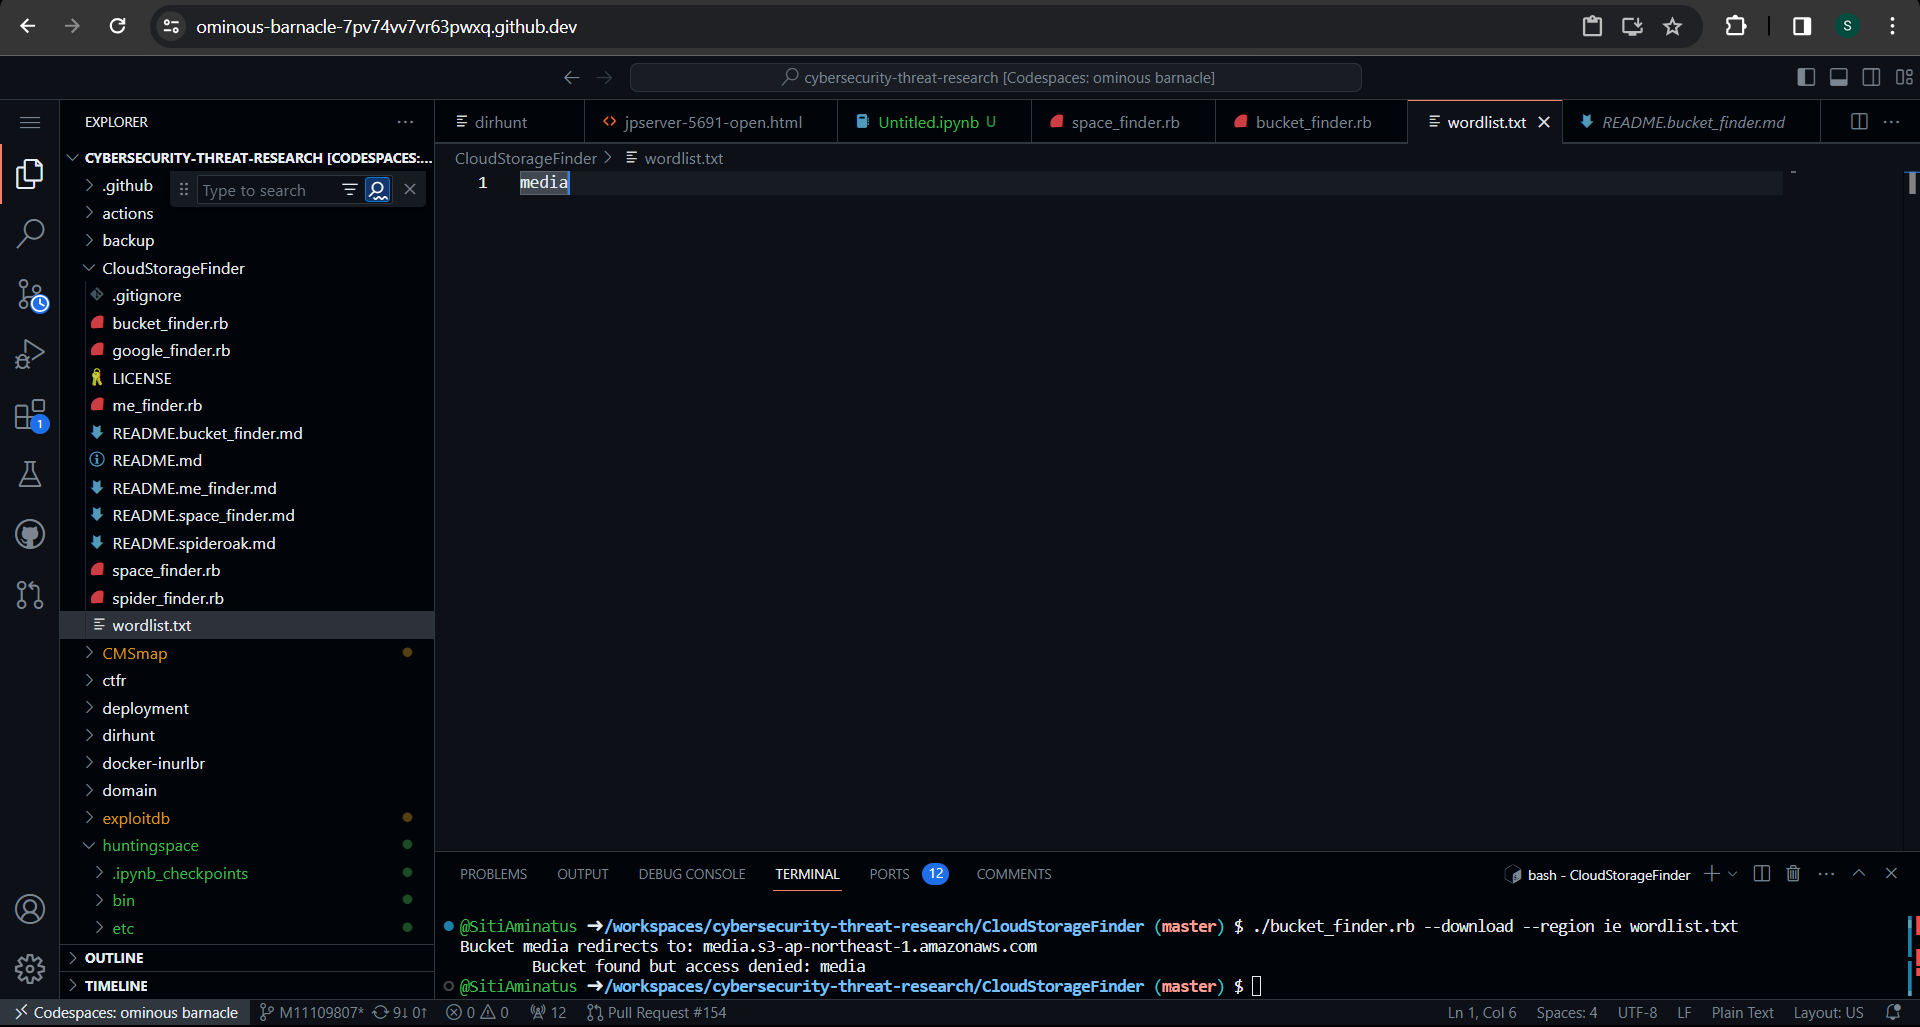 ominous-barnacle-7pv74vv7vr63pwxq.github.dev
S
cybersecurity-threat-research [Codespaces: ominous barnacle]
EXPLORER
dirhunt
jpserver-5691-open.html
Untitled.ipynb U
space_finder.rb
bucket_finder.rb
wordlist.txt
README.bucket_finder.md
CYBERSECURITY-THREAT-RESEARCH [CODESPACES:...
CloudStorageFinder > wordlist.txt
1 media
.github
Type to search
actions
backup
CloudStorageFinder
.gitignore
bucket_finder.rb
google_finder.rb
LICENSE
me_finder.rb
README.bucket_finder.md
README.md
README.me_finder.md
README.space_finder.md
README.spideroak.md
space_finder.rb
spider_finder.rb
wordlist.txt
CMSmap
ctfr
deployment
dirhunt
docker-inurlbr
domain
exploitdb
huntingspace
.ipynb_checkpoints
bin
etc
OUTLINE
TIMELINE
1
PROBLEMS OUTPUT DEBUG CONSOLE TERMINAL PORTS 12 COMMENTS
bash - CloudStorageFinder
@SitiAminatus ➜/workspaces/cybersecurity-threat-research/CloudStorageFinder (master) $ ./bucket_finder.rb --download --region ie wordlist.txt
Bucket media redirects to: media.s3-ap-northeast-1.amazonaws.com
Bucket found but access denied: media
@SitiAminatus ➜/workspaces/cybersecurity-threat-research/CloudStorageFinder (master) $
Codespaces: ominous barnacle M11109807* 9↓ 0↑ 0 0 12 Pull Request #154 Ln 1, Col 6 Spaces: 4 UTF-8 LF Plain Text Layout: US